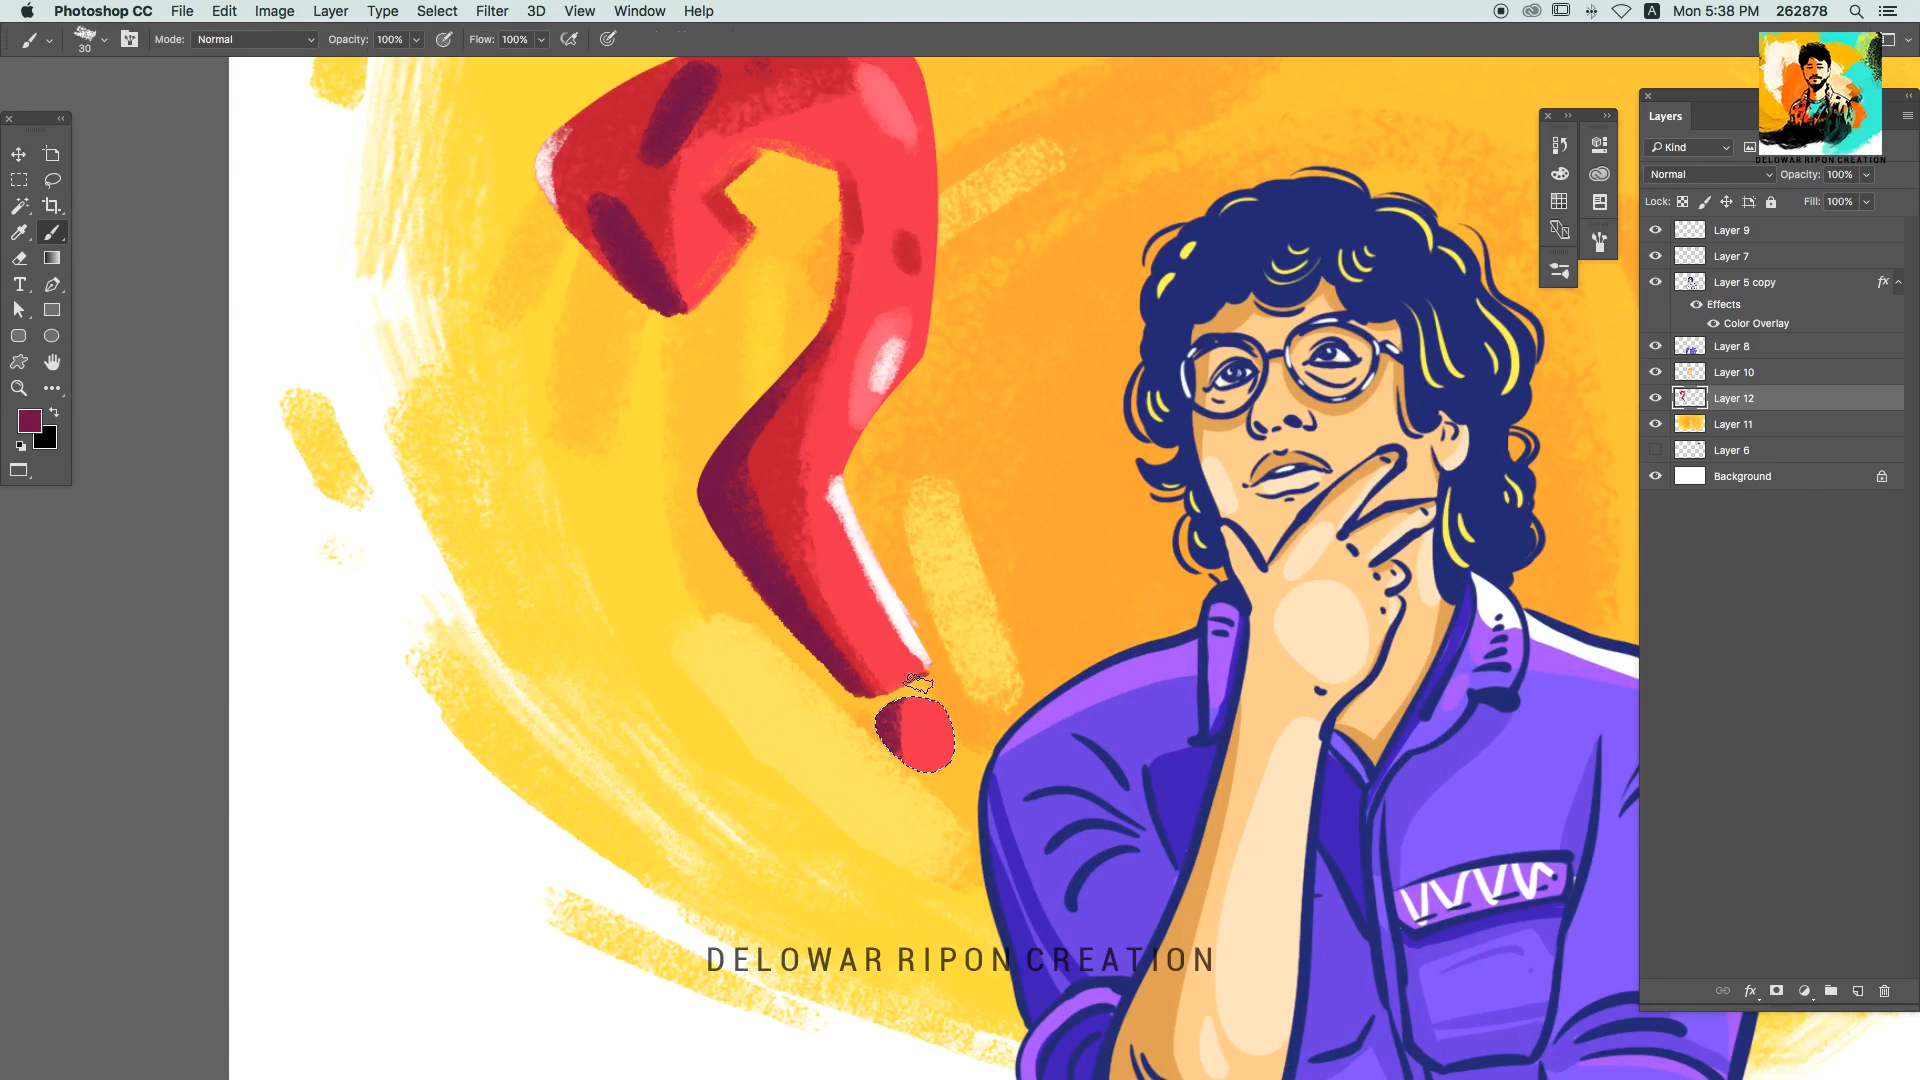 Photoshop CC File Edit Image Layer Type Select Filter 3D View Window Help A Mon 5:38 PM 262878
30 Mode: Normal Opacity: 100% Flow: 100%
Layers
DELOWAR RIPON CREATION
Kind
Normal Opacity: 100%
Lock: Fill: 100%
Layer 9
Layer 7
Layer 5 copy fx
Effects
Color Overlay
Layer 8
Layer 10
Layer 12
Layer 11
Layer 6
Background
DELOWAR RIPON CREATION
fx